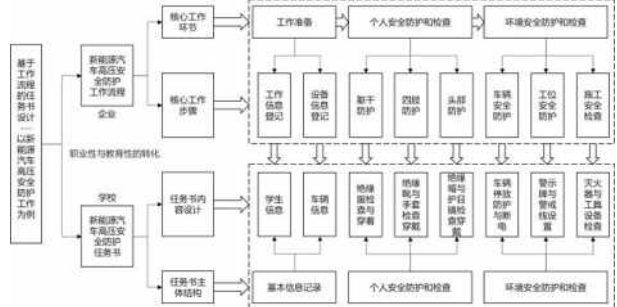 基于
工作
流程
的任
务书
设计
——
以新
能源
汽车
高压
安全
防护
工作
为例
新能源汽
车高压安
全防护
工作流程
企业
职业性与教育性的转化
学校
新能源汽
车高压安
全防护
任务书
核心工作
环节
核心工作
步骤
任务书内
容设计
任务书主
体结构
工作准备
个人安全防护和检查
环境安全防护和检查
工作
信息
登记
设备
信息
登记
躯干
防护
四肢
防护
头部
防护
车辆
安全
防护
工位
安全
防护
施工
安全
检查
学生
信息
车辆
信息
绝缘
服检
查与
穿着
绝缘
靴与
手套
检查
穿戴
绝缘
帽与
护目
镜检
查穿
戴
车辆
停放
防护
与断
电
警示
牌与
警戒
线设
置
灭火
器与
工具
设备
检查
基本信息记录
个人安全防护和检查
环境安全防护和检查